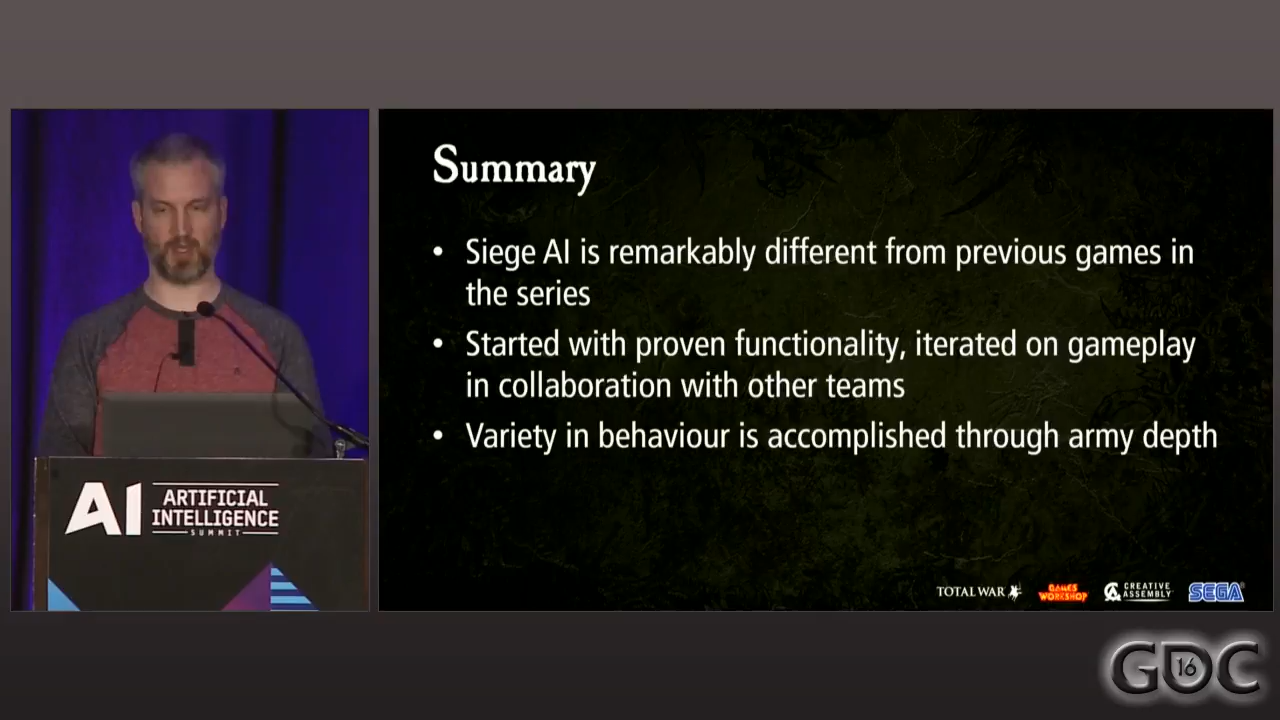 Summary
• Siege AI is remarkably different from previous games in
the series
• Started with proven functionality, iterated on gameplay
in collaboration with other teams
• Variety in behaviour is accomplished through army depth
AI
ARTIFICIAL
INTELLIGENCE
SUMMIT
TOTAL WAR
GAMES
WORKSHOP
CREATIVE
ASSEMBLY
SEGA
GDC
16